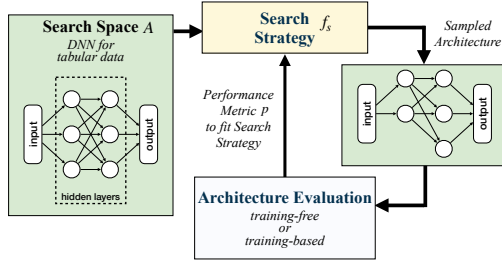 Search Space A
DNN for
tabular data
input
output
hidden layers
Search
Strategy
fs
Sampled
Architecture
input
output
Performance
Metric p
to fit Search
Strategy
Architecture Evaluation
training-free
or
training-based